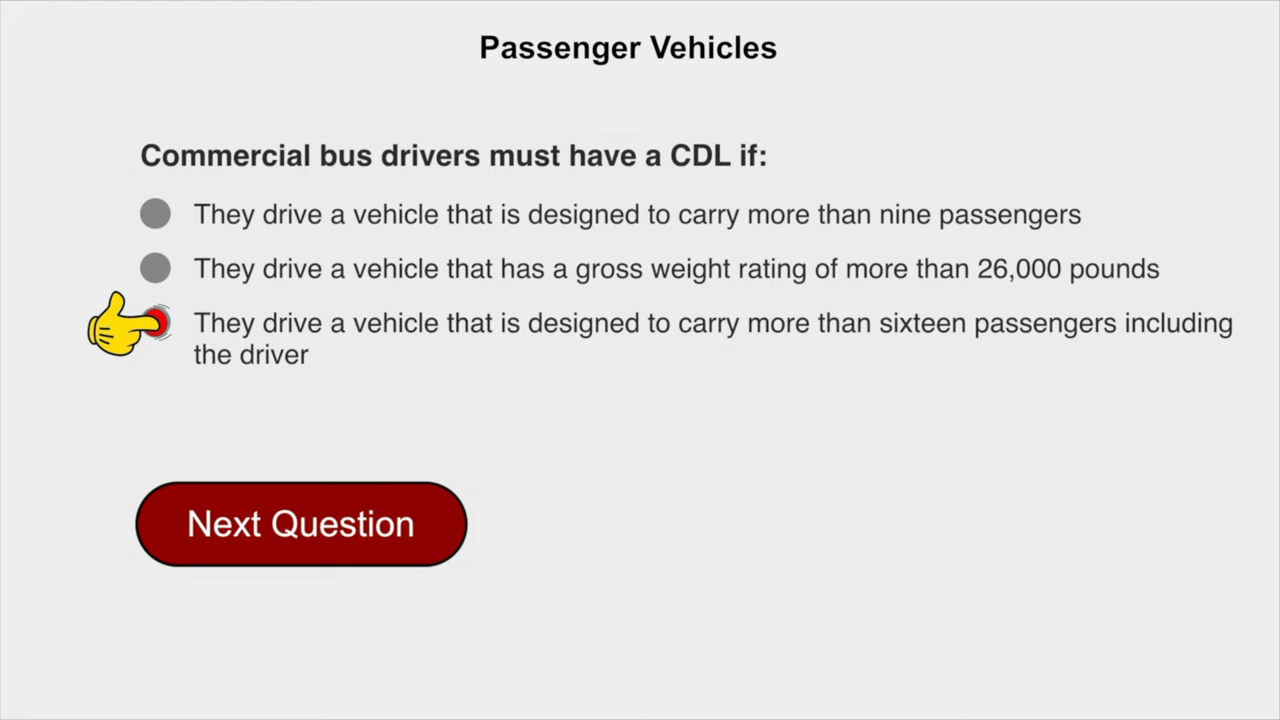 Passenger Vehicles
Commercial bus drivers must have a CDL if:
They drive a vehicle that is designed to carry more than nine passengers
They drive a vehicle that has a gross weight rating of more than 26,000 pounds
They drive a vehicle that is designed to carry more than sixteen passengers including
the driver
Next Question